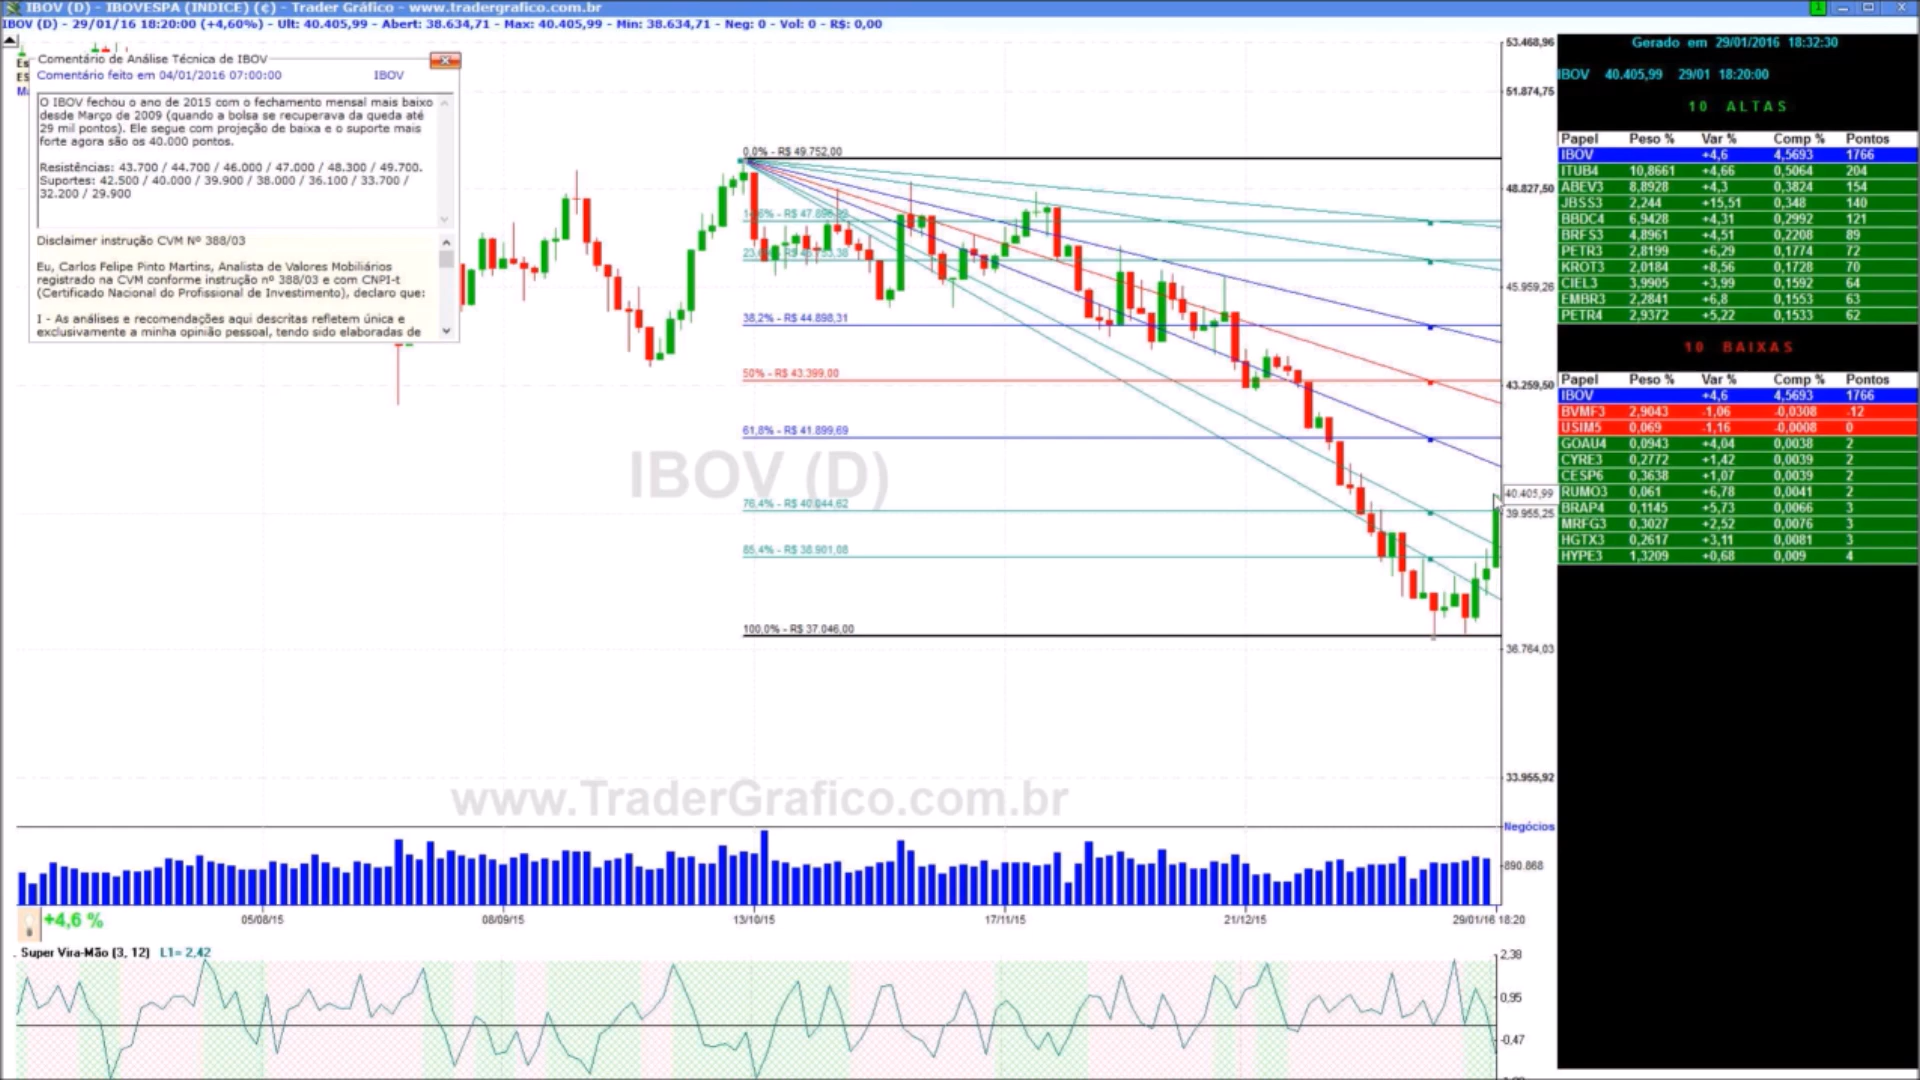 IBOV (D) - IBOVESPA (INDICE) (c) - Trader Gráfico - www.tradergrafico.com.br
IBOV (D) - 29/01/16 18:20:00 (+4,60%) - Ult: 40.405,99 - Abert: 38.634,71 - Max: 40.405,99 - Min: 38.634,71 - Neg: 0 - Vol: 0 - R$: 0,00
Comentário de Análise Técnica de IBOV
Comentário feito em 04/01/2016 07:00:00 IBOV
O IBOV fechou o ano de 2015 com o fechamento mensal mais baixo
desde Março de 2009 (quando a bolsa se recuperava da queda até
29 mil pontos). Ele segue com projeção de baixa e o suporte mais
forte agora são os 40.000 pontos.
Resistências: 43.700 / 44.700 / 46.000 / 47.000 / 48.300 / 49.700.
Suportes: 42.500 / 40.000 / 39.900 / 38.000 / 36.100 / 33.700 /
32.200 / 29.900
Disclaimer instrução CVM Nº 388/03
Eu, Carlos Felipe Pinto Martins, Analista de Valores Mobiliários
registrado na CVM conforme instrução nº 388/03 e com CNPI-t
(Certificado Nacional do Profissional de Investimento), declaro que:
I - As análises e recomendações aqui descritas refletem única e
exclusivamente a minha opinião pessoal, tendo sido elaboradas de
0,0% - R$ 49.752,00
38,2% - R$ 44.898,31
50% - R$ 43.399,00
61,8% - R$ 41.899,69
76,4% - R$ 40.044,62
85,4% - R$ 38.901,08
100,0% - R$ 37.046,00
IBOV (D)
www.TraderGrafico.com.br
53.468,96
51.874,75
48.827,50
45.959,26
43.259,50
40.405,99
39.955,25
36.764,03
33.955,92
Negócios
890.868
+4,6 %
05/08/15 08/09/15 13/10/15 17/11/15 21/12/15 29/01/16 18:20
. Super Vira-Mão (3, 12) L1= 2,42
2,38
0,95
-0,47
Gerado em 29/01/2016 18:32:30
IBOV 40.405,99 29/01 18:20:00
10 ALTAS
Papel Peso % Var % Comp % Pontos
IBOV +4,6 4,5693 1766
ITUB4 10,8661 +4,66 0,5064 204
ABEV3 8,8928 +4,3 0,3824 154
JBSS3 2,244 +15,51 0,348 140
BBDC4 6,9428 +4,31 0,2992 121
BRFS3 4,8961 +4,51 0,2208 89
PETR3 2,8199 +6,29 0,1774 72
KROT3 2,0184 +8,56 0,1728 70
CIEL3 3,9905 +3,99 0,1592 64
EMBR3 2,2841 +6,8 0,1553 63
PETR4 2,9372 +5,22 0,1533 62
10 BAIXAS
Papel Peso % Var % Comp % Pontos
IBOV +4,6 4,5693 1766
BVMF3 2,9043 -1,06 -0,0308 -12
USIM5 0,069 -1,16 -0,0008 0
GOAU4 0,0943 +4,04 0,0038 2
CYRE3 0,2772 +1,42 0,0039 2
CESP6 0,3638 +1,07 0,0039 2
RUMO3 0,061 +6,78 0,0041 2
BRAP4 0,1145 +5,73 0,0066 3
MRFG3 0,3027 +2,52 0,0076 3
HGTX3 0,2617 +3,11 0,0081 3
HYPE3 1,3209 +0,68 0,009 4